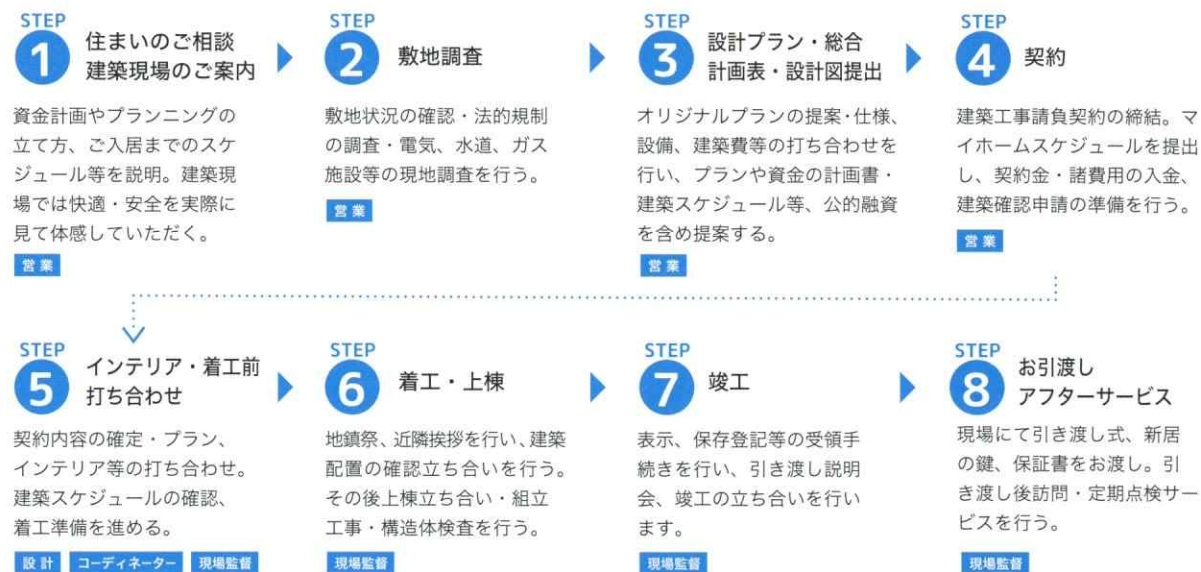 STEP
1
住まいのご相談
建築現場のご案内
資金計画やプランニングの
立て方、ご入居までのスケ
ジュール等を説明。建築現
場では快適・安全を実際に
見て体感していただく。
営業
STEP
2
敷地調査
敷地状況の確認・法的規制
の調査・電気、水道、ガス
施設等の現地調査を行う。
営業
STEP
3
設計プラン・総合
計画表・設計図提出
オリジナルプランの提案・仕様、
設備、建築費等の打ち合わせを
行い、プランや資金の計画書・
建築スケジュール等、公的融資
を含め提案する。
営業
STEP
4
契約
建築工事請負契約の締結。マ
イホームスケジュールを提出
し、契約金・諸費用の入金、
建築確認申請の準備を行う。
営業
STEP
5
インテリア・着工前
打ち合わせ
契約内容の確定・プラン、
インテリア等の打ち合わせ。
建築スケジュールの確認、
着工準備を進める。
設計 コーディネーター 現場監督
STEP
6
着工・上棟
地鎮祭、近隣挨拶を行い、建築
配置の確認立ち合いを行う。
その後上棟立ち合い・組立
工事・構造体検査を行う。
現場監督
STEP
7
竣工
表示、保存登記等の受領手
続きを行い、引き渡し説明
会、竣工の立ち合いを行い
ます。
現場監督
STEP
8
お引渡し
アフターサービス
現場にて引き渡し式、新居
の鍵、保証書をお渡し。引
き渡し後訪問・定期点検サー
ビスを行う。
現場監督